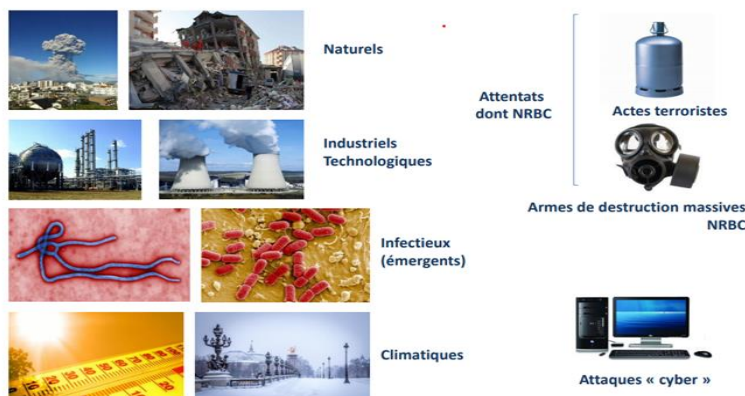 Naturels
Industriels
Technologiques
Infectieux
(émergents)
Climatiques
Attentats
dont NRBC
Actes terroristes
Armes de destruction massives
NRBC
Attaques « cyber »